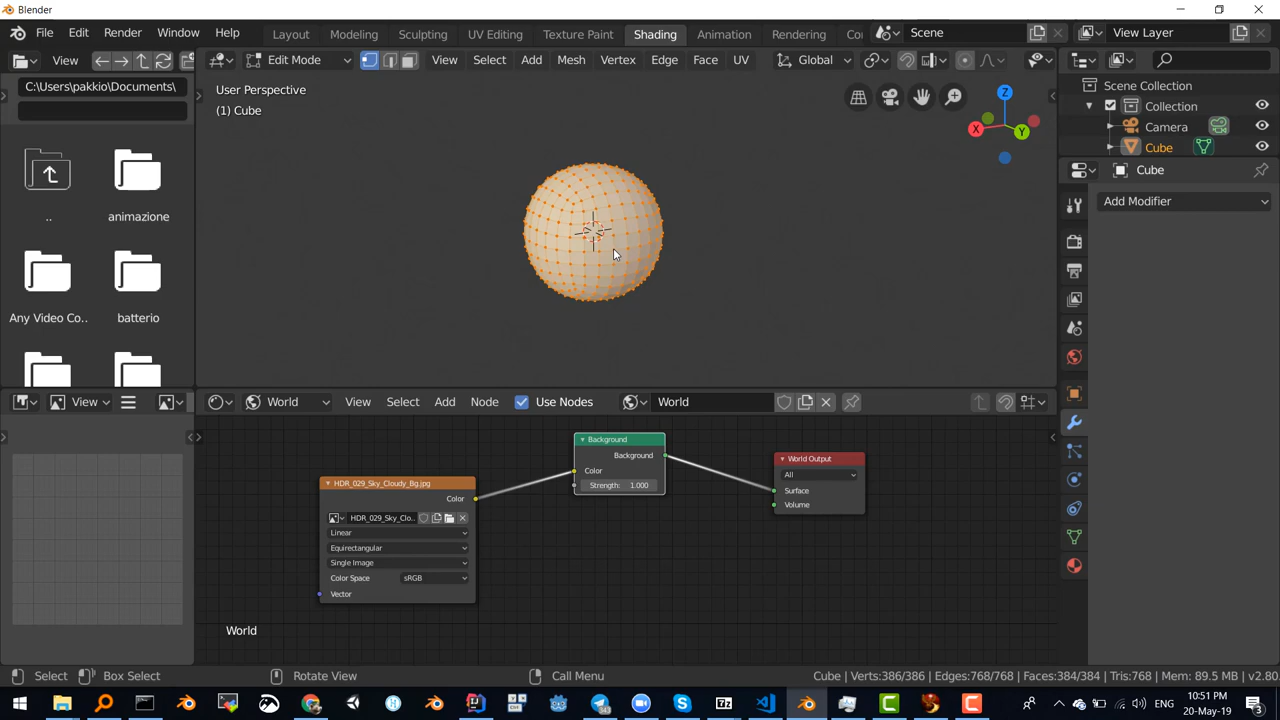 Blender
File Edit Render Window Help
Layout Modeling Sculpting UV Editing Texture Paint Shading Animation Rendering Co
Scene
View Layer
View
Edit Mode
View Select Add Mesh Vertex Edge Face UV
Global
C:\Users\pakkio\Documents\
User Perspective
(1) Cube
Z
X
Y
Scene Collection
Collection
Camera
Cube
Cube
Add Modifier
..
animazione
Any Video Co..
batterio
View
World
View Select Add Node
Use Nodes
World
Background
Background
Color
Strength: 1.000
World Output
All
Surface
Volume
HDR_029_Sky_Cloudy_Bg.jpg
Color
HDR_029_Sky_Clo..
Linear
Equirectangular
Single Image
Color Space sRGB
Vector
World
Select
Box Select
Rotate View
Call Menu
Cube | Verts:386/386 | Edges:768/768 | Faces:384/384 | Tris:768 | Mem: 89.5 MB | v2.80.
ENG
10:51 PM
20-May-19